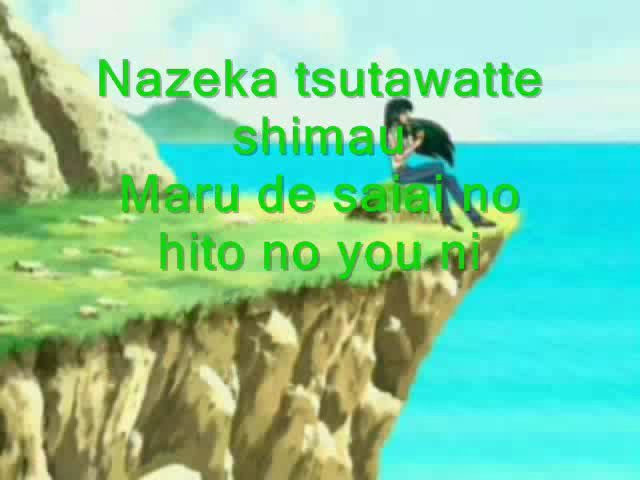 Nazeka tsutawatte
shimau
Maru de saiai no
hito no you ni